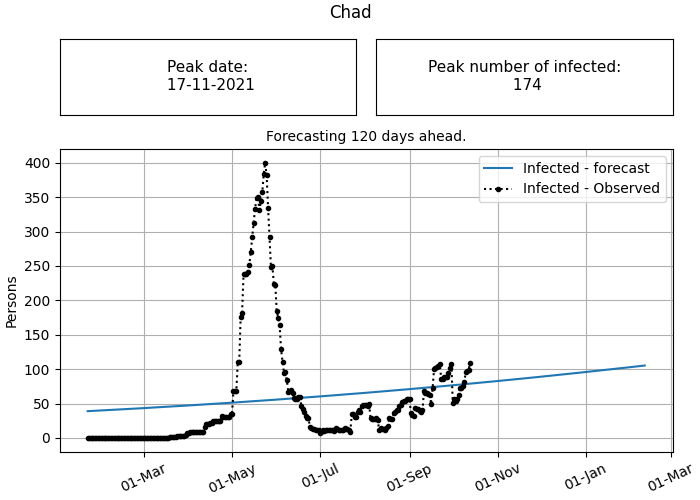 Chad
Peak date:
17-11-2021
Peak number of infected:
174
Forecasting 120 days ahead.
400
350
300
250
200
150
100
50
0
Persons
Infected - forecast
Infected - Observed
01-Mar
01-May
01-Jul
01-Sep
01-Nov
01-Jan
01-Mar